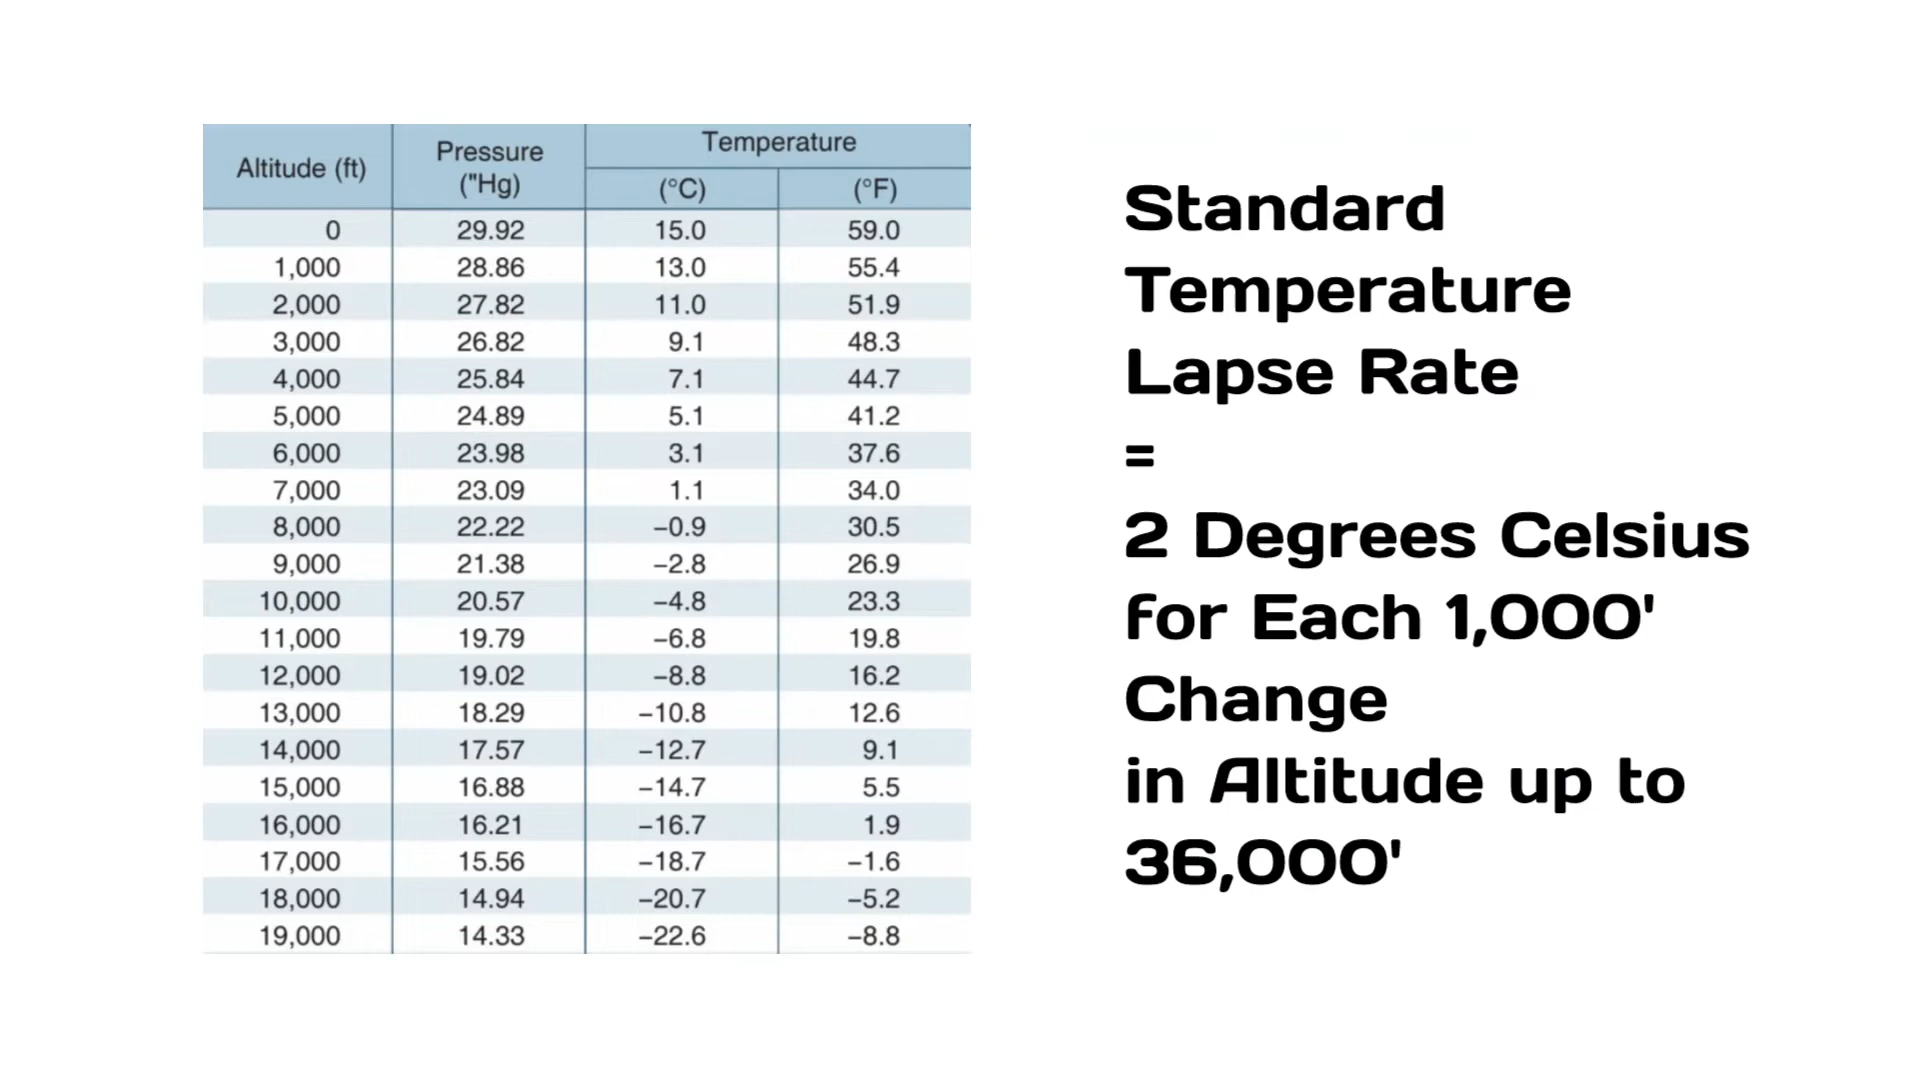 Altitude (ft) Pressure ("Hg) Temperature
(°C) (°F)
0 29.92 15.0 59.0
1,000 28.86 13.0 55.4
2,000 27.82 11.0 51.9
3,000 26.82 9.1 48.3
4,000 25.84 7.1 44.7
5,000 24.89 5.1 41.2
6,000 23.98 3.1 37.6
7,000 23.09 1.1 34.0
8,000 22.22 −0.9 30.5
9,000 21.38 −2.8 26.9
10,000 20.57 −4.8 23.3
11,000 19.79 −6.8 19.8
12,000 19.02 −8.8 16.2
13,000 18.29 −10.8 12.6
14,000 17.57 −12.7 9.1
15,000 16.88 −14.7 5.5
16,000 16.21 −16.7 1.9
17,000 15.56 −18.7 −1.6
18,000 14.94 −20.7 −5.2
19,000 14.33 −22.6 −8.8
Standard
Temperature
Lapse Rate
=
2 Degrees Celsius
for Each 1,000'
Change
in Altitude up to
36,000'